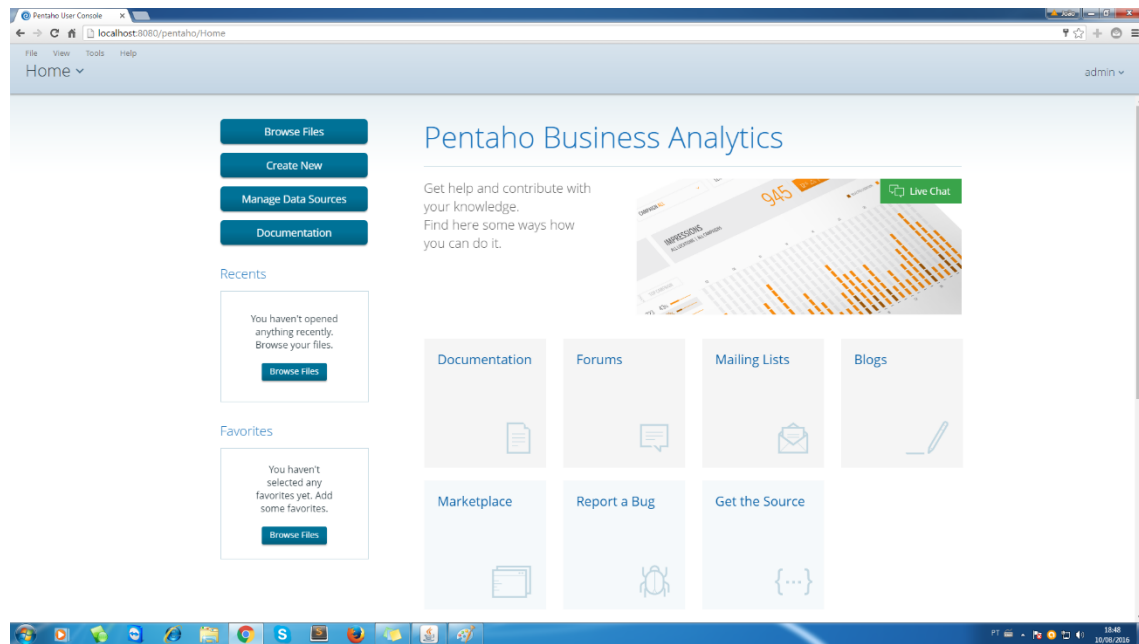 Pentaho User Console
João
localhost:8080/pentaho/Home
File View Tools Help
Home
admin
Browse Files
Create New
Manage Data Sources
Documentation
Recents
You haven't opened
anything recently.
Browse your files.
Browse Files
Favorites
You haven't
selected any
favorites yet. Add
some favorites.
Browse Files
Pentaho Business Analytics
Get help and contribute with
your knowledge.
Find here some ways how
you can do it.
945
IMPRESSIONS
Live Chat
Documentation
Forums
Mailing Lists
Blogs
Marketplace
Report a Bug
Get the Source
{...}
PT
18:48
10/08/2016